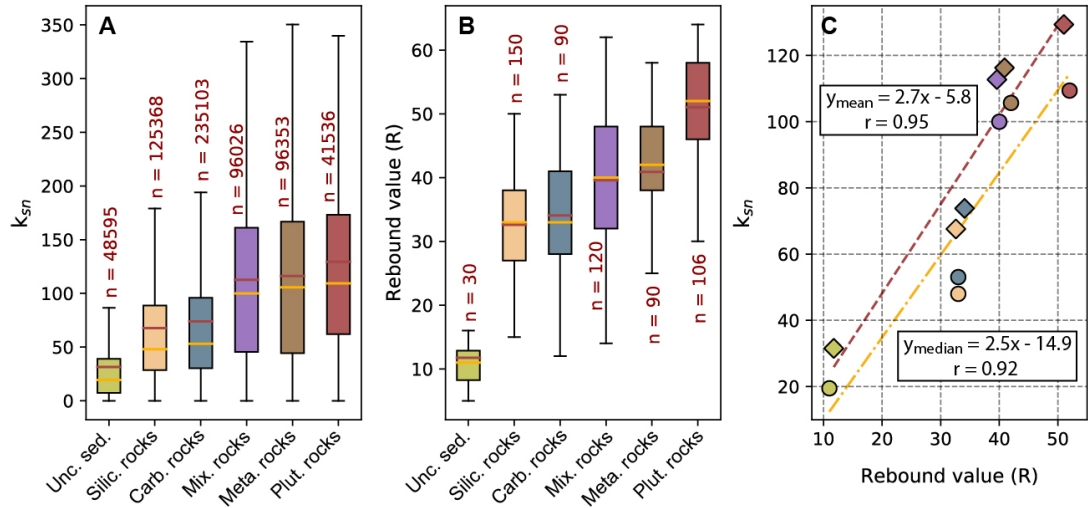 A
k_sn
350
300
250
200
150
100
50
0
n = 48595
n = 125368
n = 235103
n = 96026
n = 96353
n = 41536
Unc. sed.
Silic. rocks
Carb. rocks
Mix. rocks
Meta. rocks
Plut. rocks
B
Rebound value (R)
60
50
40
30
20
10
n = 30
n = 150
n = 90
n = 120
n = 90
n = 106
Unc. sed.
Silic. rocks
Carb. rocks
Mix. rocks
Meta. rocks
Plut. rocks
C
k_sn
120
100
80
60
40
20
y_mean = 2.7x - 5.8
r = 0.95
y_median = 2.5x - 14.9
r = 0.92
10 20 30 40 50
Rebound value (R)